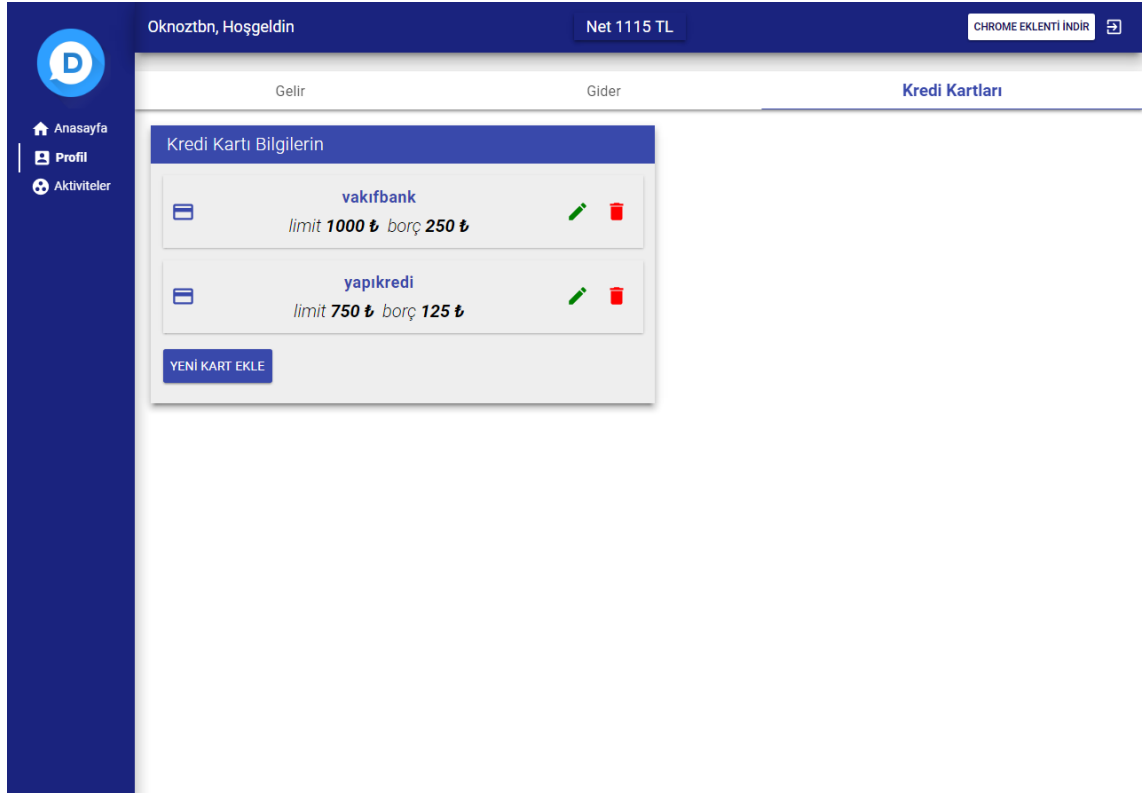 D
Oknoztbn, Hoşgeldin
Net 1115 TL
CHROME EKLENTİ İNDİR
Anasayfa
Profil
Aktiviteler
Gelir
Gider
Kredi Kartları
Kredi Kartı Bilgilerin
vakıfbank
limit 1000 ₺ borç 250 ₺
yapıkredi
limit 750 ₺ borç 125 ₺
YENİ KART EKLE